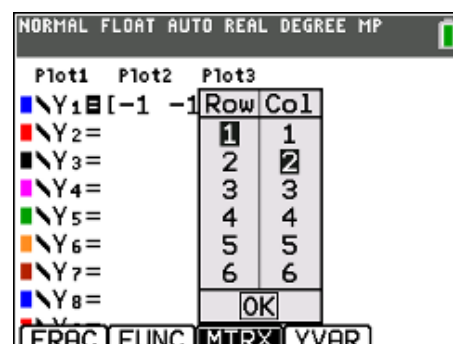 NORMAL FLOAT AUTO REAL DEGREE MP
Plot1 Plot2 Plot3
\Y1=[-1 -1
\Y2=
\Y3=
\Y4=
\Y5=
\Y6=
\Y7=
\Y8=
Row Col
1 1
2 2
3 3
4 4
5 5
6 6
OK
FRAC FUNC MTRX YVAR